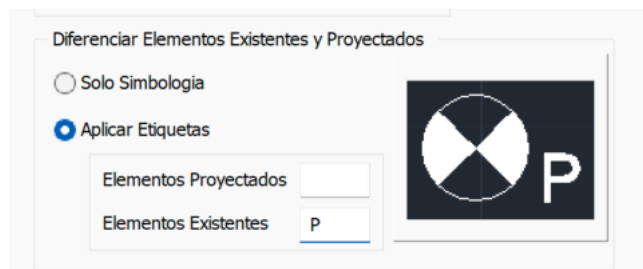 Diferenciar Elementos Existentes y Proyectados
Solo Simbologia
Aplicar Etiquetas
Elementos Proyectados
Elementos Existentes P
P